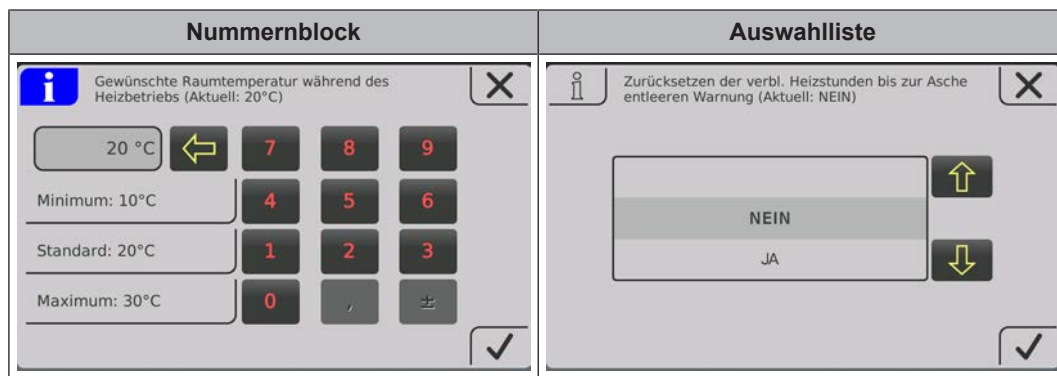 Nummernblock
Auswahlliste
i
Gewünschte Raumtemperatur während des
Heizbetriebs (Aktuell: 20°C)
20 °C
7 8 9
Minimum: 10°C
4 5 6
Standard: 20°C
1 2 3
Maximum: 30°C
0 , ±
i
Zurücksetzen der verbl. Heizstunden bis zur Asche
entleeren Warnung (Aktuell: NEIN)
NEIN
JA